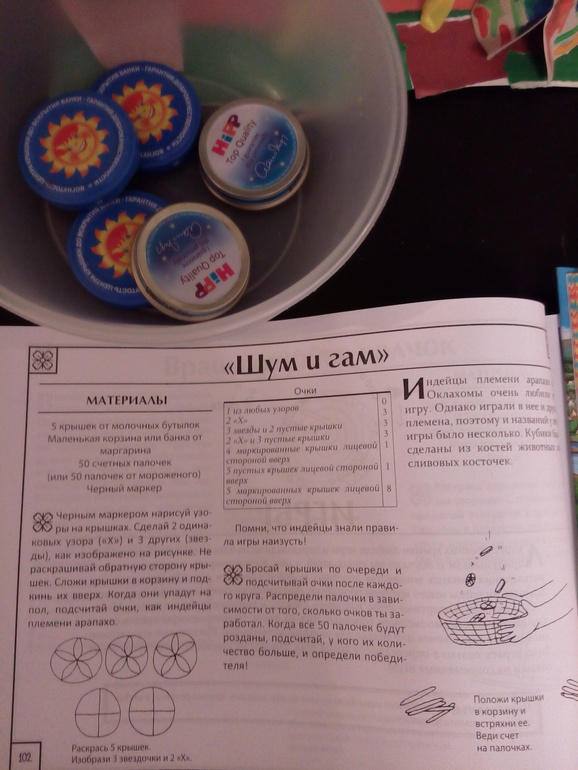 HiPP
Top Quality
HiPP
Top Quality
«Шум и гам»
МАТЕРИАЛЫ
5 крышек от молочных бутылок
Маленькая корзина или банка от
маргарина
50 счетных палочек
(или 50 палочек от мороженого)
Черный маркер
Черным маркером нарисуй узо-
ры на крышках. Сделай 2 одина-
ковых узора («X») и 3 других (звез-
ды), как изображено на рисунке. Не
раскрашивай обратную сторону кры-
шек. Сложи крышки в корзину и под-
кинь их вверх. Когда они упадут на
пол, подсчитай очки, как индейцы
племени арапахо.
Раскрась 5 крышек.
Изобрази 3 звездочки и 2 «X».
102
Очки
1 из любых узоров 0
2 «X» 3
3 звезды и 2 пустые крышки 3
2 «X» и 3 пустые крышки 3
4 маркированные крышки лицевой 1
стороной вверх
5 пустых крышек лицевой стороной 1
вверх
5 маркированных крышек лицевой 8
стороной вверх
Помни, что индейцы знали прави-
ла игры наизусть!
Бросай крышки по очереди и
подсчитывай очки после каждо-
го круга. Распредели палочки в зави-
симости от того, сколько очков ты за-
работал. Когда все 50 палочек будут
розданы, подсчитай, у кого их коли-
чество больше, и определи победи-
теля!
Индейцы племени арапахо
Оклахомы очень любили
игру. Однако играли в нее и
племена, поэтому и названий у
игры было несколько. Кубики
сделаны из костей животных
сливовых косточек.
Положи крышки
в корзину и
встряхни ее.
Веди счет
на палочках.